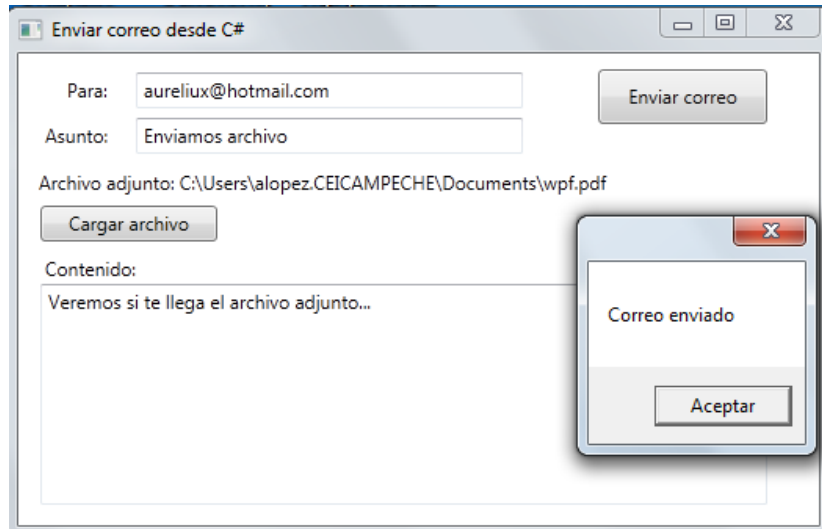 Enviar correo desde C#
Para: aureliux@hotmail.com
Enviar correo
Asunto: Enviamos archivo
Archivo adjunto: C:\Users\alopez.CEICAMPECHE\Documents\wpf.pdf
Cargar archivo
Contenido:
Veremos si te llega el archivo adjunto...
Correo enviado
Aceptar